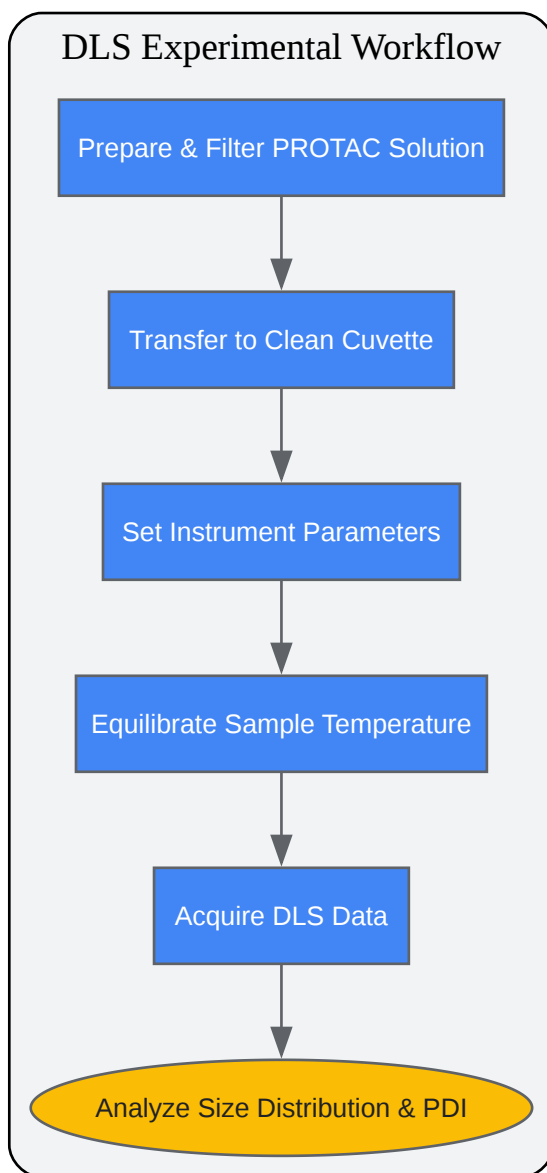 DLS Experimental Workflow
Prepare & Filter PROTAC Solution
Transfer to Clean Cuvette
Set Instrument Parameters
Equilibrate Sample Temperature
Acquire DLS Data
Analyze Size Distribution & PDI